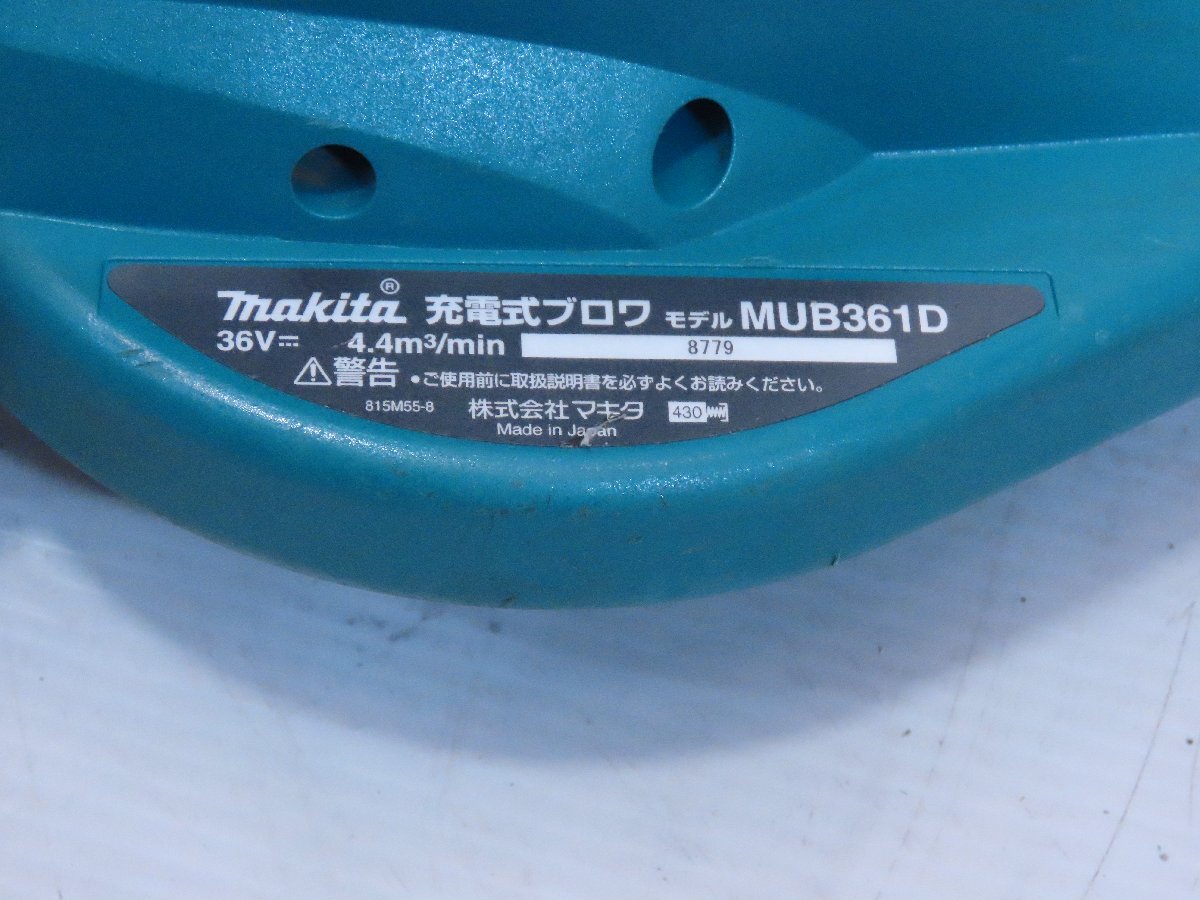 makita® 充電式ブロワ モデル MUB361D
36V⎓ 4.4m³/min 8779
⚠警告 •ご使用前に取扱説明書を必ずよくお読みください。
815M55-8 株式会社マキタ 430
Made in Japan